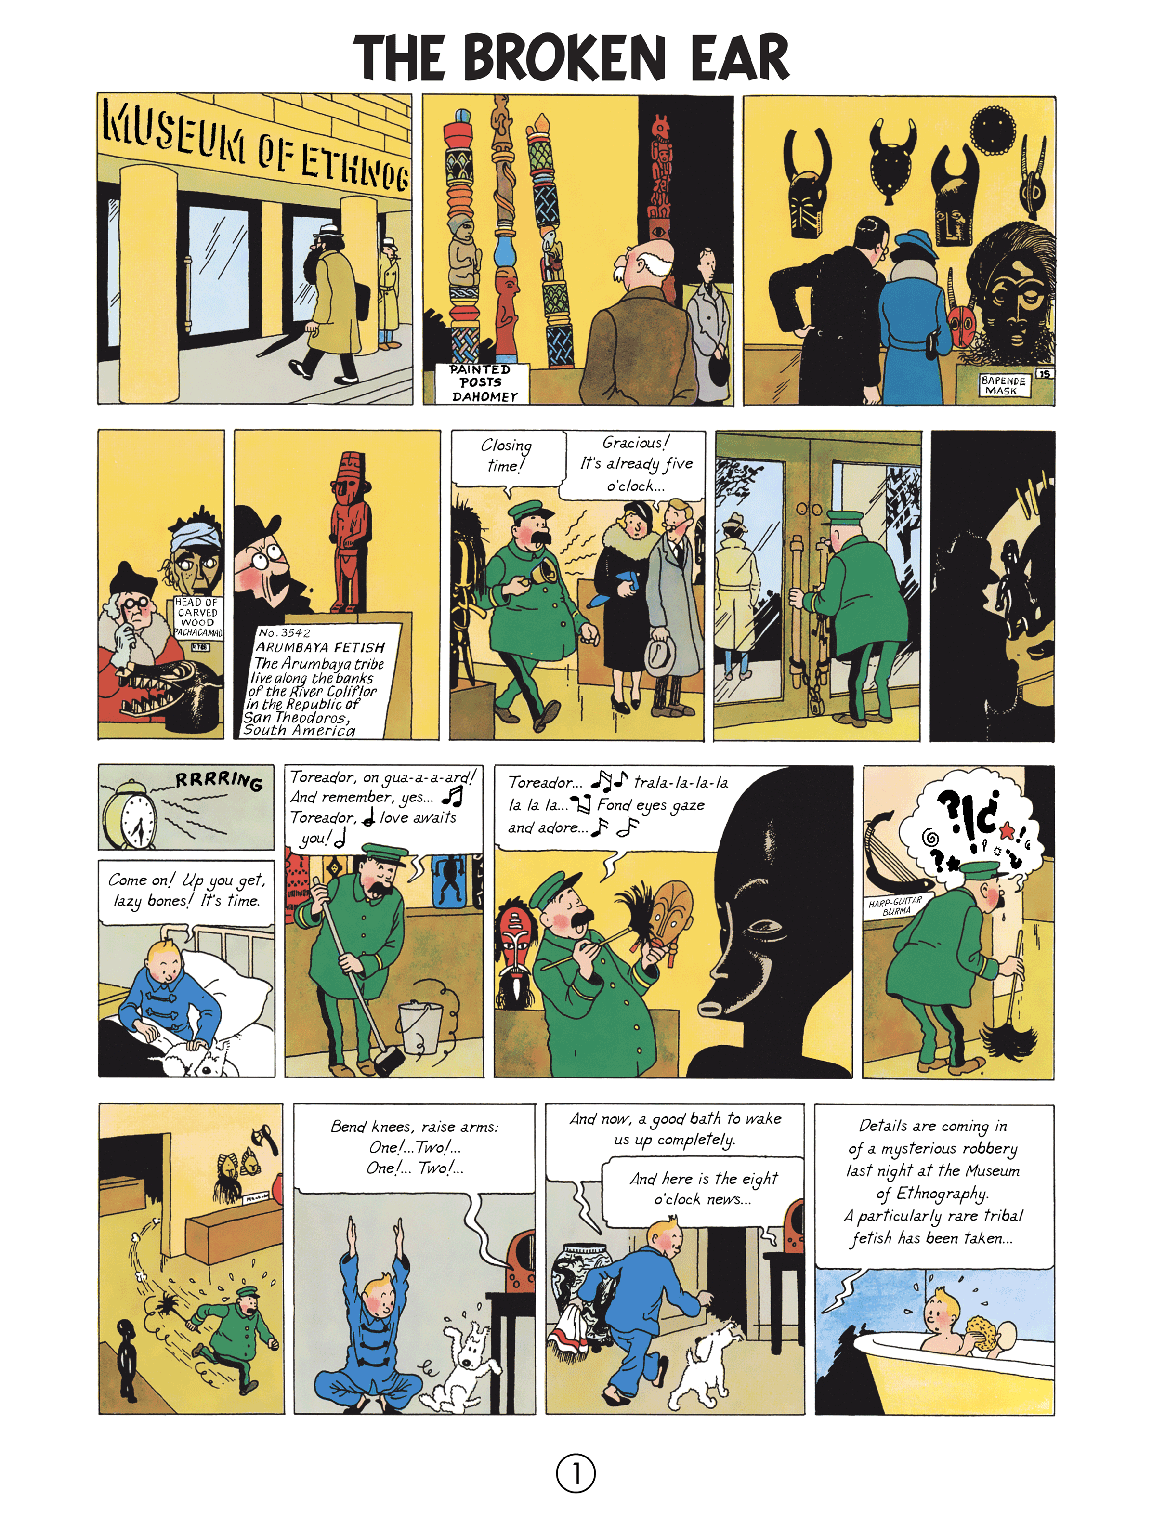 THE BROKEN EAR
MUSEUM OF ETHNOG
PAINTED
POSTS
DAHOMEY
15
BAPENDE
MASK
HEAD OF
CARVED
WOOD
PACHACAMAC
No. 3542
ARUMBAYA FETISH
The Arumbaya tribe
live along the banks
of the River Coliflor
in the Republic of
San Theodoros,
South America
Closing
time!
Gracious!
It's already five
o'clock...
RRRRING
Come on! Up you get,
lazy bones! It's time.
Toreador, on gua-a-a-ard!
And remember, yes...
Toreador, love awaits
you!
Toreador... trala-la-la-la
la la la... Fond eyes gaze
and adore...
?!?
!
?
HARP-GUITAR
BURMA
Bend knees, raise arms:
One!...Two!...
One!... Two!...
And now, a good bath to wake
us up completely.
And here is the eight
o'clock news...
Details are coming in
of a mysterious robbery
last night at the Museum
of Ethnography.
A particularly rare tribal
fetish has been taken...
1